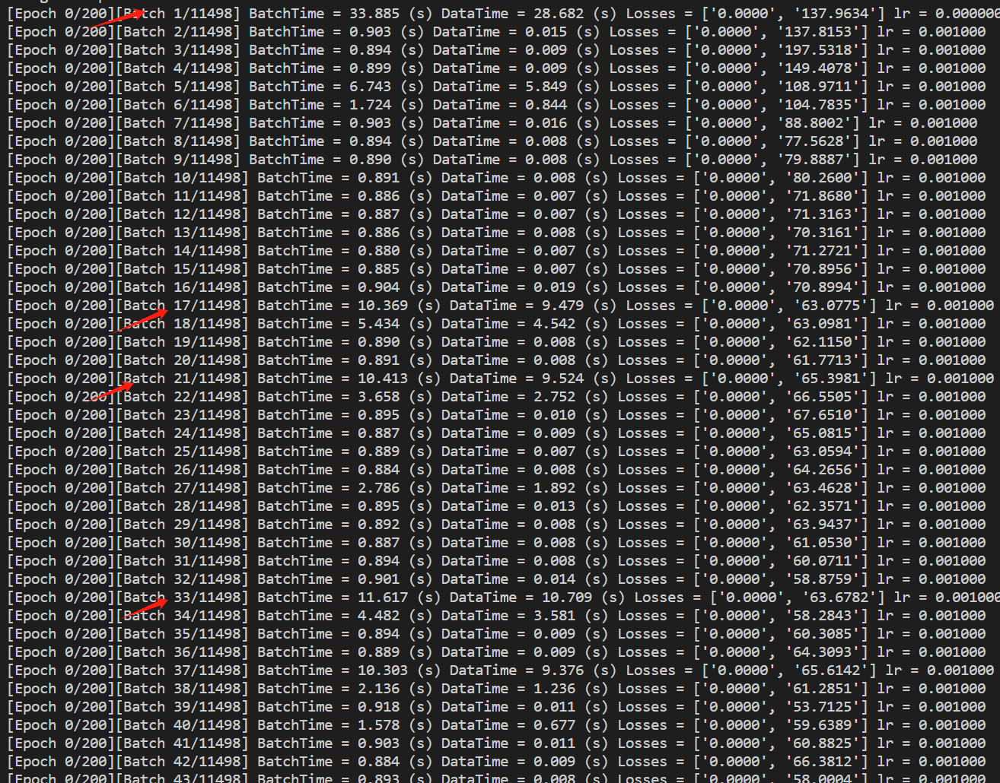 [Epoch 0/200][Batch 1/11498] BatchTime = 33.885 (s) DataTime = 28.682 (s) Losses = ['0.0000', '137.9634'] lr = 0.000000
[Epoch 0/200][Batch 2/11498] BatchTime = 0.903 (s) DataTime = 0.015 (s) Losses = ['0.0000', '137.8153'] lr = 0.001000
[Epoch 0/200][Batch 3/11498] BatchTime = 0.894 (s) DataTime = 0.009 (s) Losses = ['0.0000', '197.5318'] lr = 0.001000
[Epoch 0/200][Batch 4/11498] BatchTime = 0.899 (s) DataTime = 0.009 (s) Losses = ['0.0000', '149.4078'] lr = 0.001000
[Epoch 0/200][Batch 5/11498] BatchTime = 6.743 (s) DataTime = 5.849 (s) Losses = ['0.0000', '108.9711'] lr = 0.001000
[Epoch 0/200][Batch 6/11498] BatchTime = 1.724 (s) DataTime = 0.844 (s) Losses = ['0.0000', '104.7835'] lr = 0.001000
[Epoch 0/200][Batch 7/11498] BatchTime = 0.903 (s) DataTime = 0.016 (s) Losses = ['0.0000', '88.8002'] lr = 0.001000
[Epoch 0/200][Batch 8/11498] BatchTime = 0.894 (s) DataTime = 0.008 (s) Losses = ['0.0000', '77.5628'] lr = 0.001000
[Epoch 0/200][Batch 9/11498] BatchTime = 0.890 (s) DataTime = 0.008 (s) Losses = ['0.0000', '79.8887'] lr = 0.001000
[Epoch 0/200][Batch 10/11498] BatchTime = 0.891 (s) DataTime = 0.008 (s) Losses = ['0.0000', '80.2600'] lr = 0.001000
[Epoch 0/200][Batch 11/11498] BatchTime = 0.886 (s) DataTime = 0.007 (s) Losses = ['0.0000', '71.8680'] lr = 0.001000
[Epoch 0/200][Batch 12/11498] BatchTime = 0.887 (s) DataTime = 0.007 (s) Losses = ['0.0000', '71.3163'] lr = 0.001000
[Epoch 0/200][Batch 13/11498] BatchTime = 0.886 (s) DataTime = 0.008 (s) Losses = ['0.0000', '70.3161'] lr = 0.001000
[Epoch 0/200][Batch 14/11498] BatchTime = 0.880 (s) DataTime = 0.007 (s) Losses = ['0.0000', '71.2721'] lr = 0.001000
[Epoch 0/200][Batch 15/11498] BatchTime = 0.885 (s) DataTime = 0.007 (s) Losses = ['0.0000', '70.8956'] lr = 0.001000
[Epoch 0/200][Batch 16/11498] BatchTime = 0.904 (s) DataTime = 0.019 (s) Losses = ['0.0000', '70.8994'] lr = 0.001000
[Epoch 0/200][Batch 17/11498] BatchTime = 10.369 (s) DataTime = 9.479 (s) Losses = ['0.0000', '63.0775'] lr = 0.001000
[Epoch 0/200][Batch 18/11498] BatchTime = 5.434 (s) DataTime = 4.542 (s) Losses = ['0.0000', '63.0981'] lr = 0.001000
[Epoch 0/200][Batch 19/11498] BatchTime = 0.890 (s) DataTime = 0.008 (s) Losses = ['0.0000', '62.1150'] lr = 0.001000
[Epoch 0/200][Batch 20/11498] BatchTime = 0.891 (s) DataTime = 0.008 (s) Losses = ['0.0000', '61.7713'] lr = 0.001000
[Epoch 0/200][Batch 21/11498] BatchTime = 10.413 (s) DataTime = 9.524 (s) Losses = ['0.0000', '65.3981'] lr = 0.001000
[Epoch 0/200][Batch 22/11498] BatchTime = 3.658 (s) DataTime = 2.752 (s) Losses = ['0.0000', '66.5505'] lr = 0.001000
[Epoch 0/200][Batch 23/11498] BatchTime = 0.895 (s) DataTime = 0.010 (s) Losses = ['0.0000', '67.6510'] lr = 0.001000
[Epoch 0/200][Batch 24/11498] BatchTime = 0.887 (s) DataTime = 0.009 (s) Losses = ['0.0000', '65.0815'] lr = 0.001000
[Epoch 0/200][Batch 25/11498] BatchTime = 0.889 (s) DataTime = 0.007 (s) Losses = ['0.0000', '63.0594'] lr = 0.001000
[Epoch 0/200][Batch 26/11498] BatchTime = 0.884 (s) DataTime = 0.008 (s) Losses = ['0.0000', '64.2656'] lr = 0.001000
[Epoch 0/200][Batch 27/11498] BatchTime = 2.786 (s) DataTime = 1.892 (s) Losses = ['0.0000', '63.4628'] lr = 0.001000
[Epoch 0/200][Batch 28/11498] BatchTime = 0.895 (s) DataTime = 0.013 (s) Losses = ['0.0000', '62.3571'] lr = 0.001000
[Epoch 0/200][Batch 29/11498] BatchTime = 0.892 (s) DataTime = 0.008 (s) Losses = ['0.0000', '63.9437'] lr = 0.001000
[Epoch 0/200][Batch 30/11498] BatchTime = 0.887 (s) DataTime = 0.008 (s) Losses = ['0.0000', '61.0530'] lr = 0.001000
[Epoch 0/200][Batch 31/11498] BatchTime = 0.894 (s) DataTime = 0.008 (s) Losses = ['0.0000', '60.0711'] lr = 0.001000
[Epoch 0/200][Batch 32/11498] BatchTime = 0.901 (s) DataTime = 0.014 (s) Losses = ['0.0000', '58.8759'] lr = 0.001000
[Epoch 0/200][Batch 33/11498] BatchTime = 11.617 (s) DataTime = 10.709 (s) Losses = ['0.0000', '63.6782'] lr = 0.001000
[Epoch 0/200][Batch 34/11498] BatchTime = 4.482 (s) DataTime = 3.581 (s) Losses = ['0.0000', '58.2843'] lr = 0.001000
[Epoch 0/200][Batch 35/11498] BatchTime = 0.894 (s) DataTime = 0.009 (s) Losses = ['0.0000', '60.3085'] lr = 0.001000
[Epoch 0/200][Batch 36/11498] BatchTime = 0.889 (s) DataTime = 0.009 (s) Losses = ['0.0000', '64.3093'] lr = 0.001000
[Epoch 0/200][Batch 37/11498] BatchTime = 10.303 (s) DataTime = 9.376 (s) Losses = ['0.0000', '65.6142'] lr = 0.001000
[Epoch 0/200][Batch 38/11498] BatchTime = 2.136 (s) DataTime = 1.236 (s) Losses = ['0.0000', '61.2851'] lr = 0.001000
[Epoch 0/200][Batch 39/11498] BatchTime = 0.918 (s) DataTime = 0.011 (s) Losses = ['0.0000', '53.7125'] lr = 0.001000
[Epoch 0/200][Batch 40/11498] BatchTime = 1.578 (s) DataTime = 0.677 (s) Losses = ['0.0000', '59.6389'] lr = 0.001000
[Epoch 0/200][Batch 41/11498] BatchTime = 0.903 (s) DataTime = 0.011 (s) Losses = ['0.0000', '60.8825'] lr = 0.001000
[Epoch 0/200][Batch 42/11498] BatchTime = 0.884 (s) DataTime = 0.009 (s) Losses = ['0.0000', '66.3812'] lr = 0.001000
[Epoch 0/200][Batch 43/11498] BatchTime = 0.893 (s) DataTime = 0.008 (s) Losses = ['0.0000', '58.0004'] lr = 0.001000